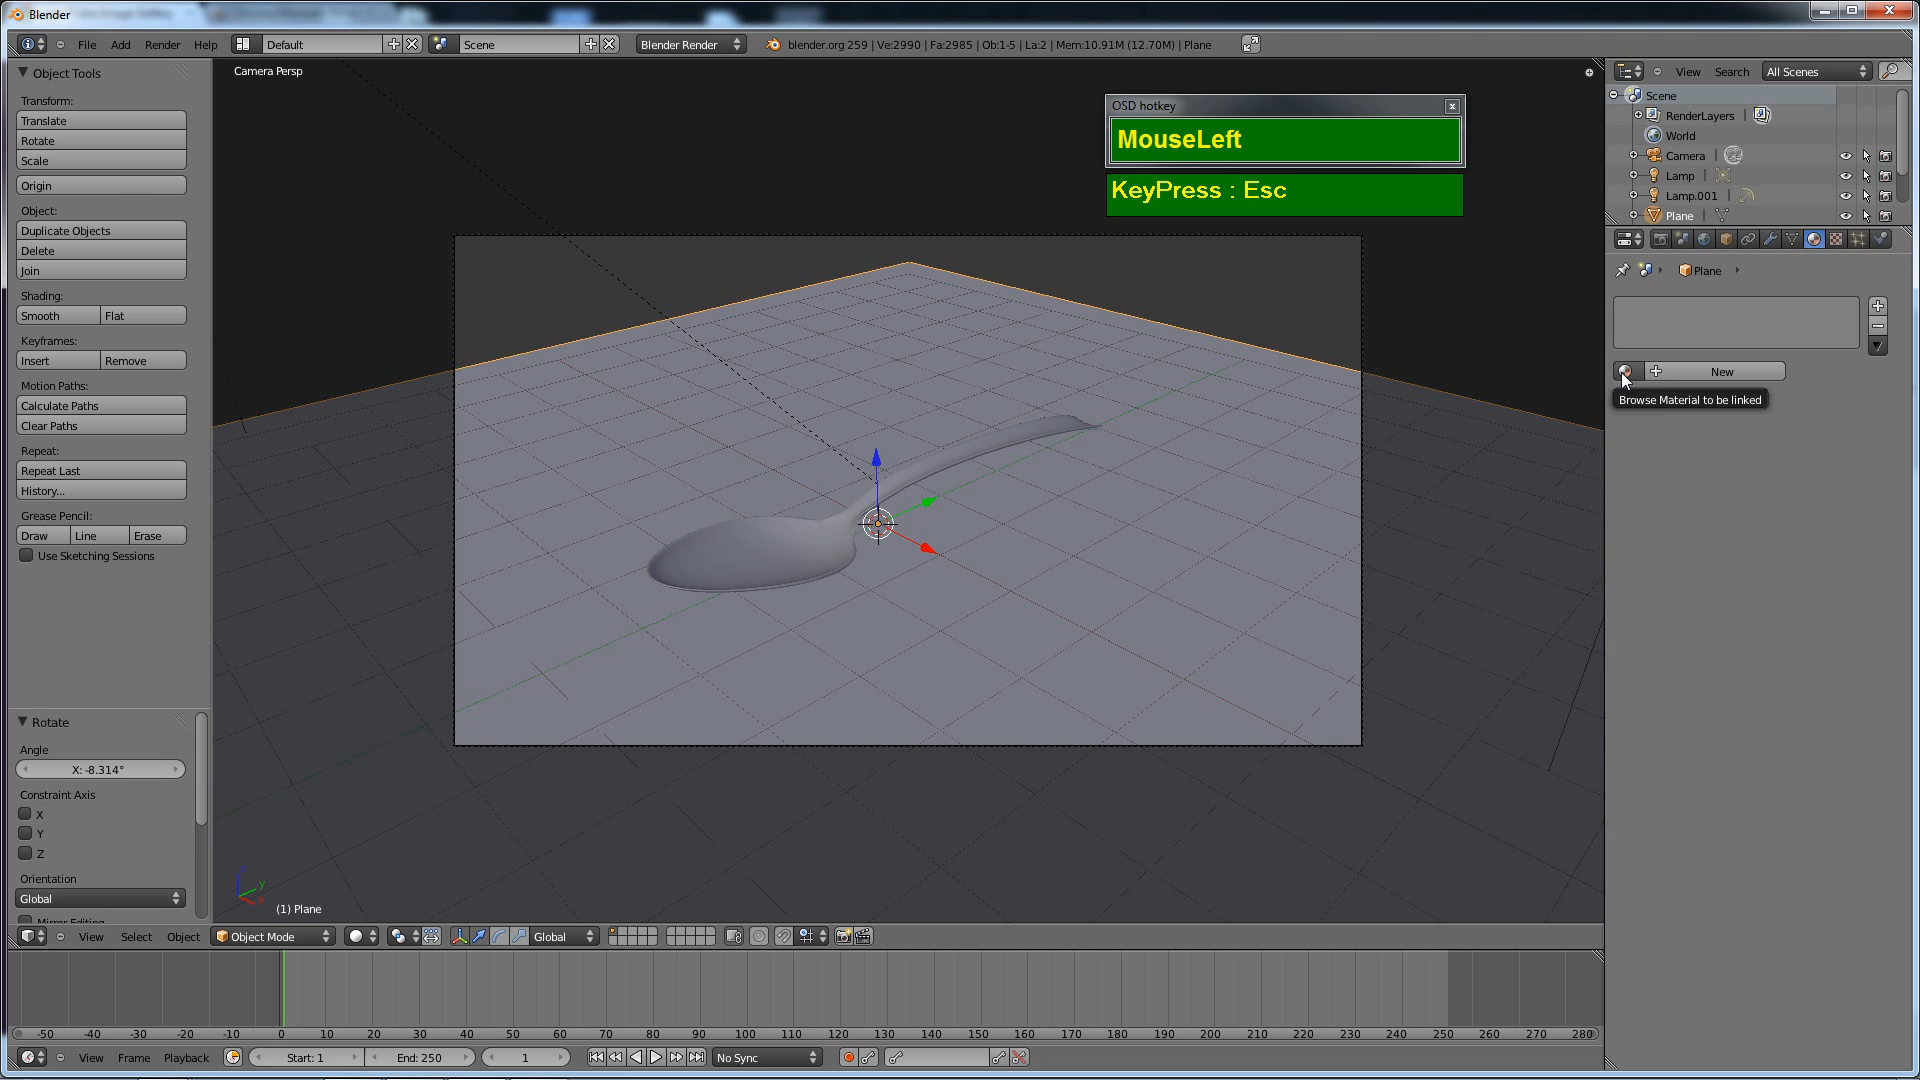 Blender
File Add Render Help Default Scene Blender Render blender.org 259 | Ve:2990 | Fa:2985 | Ob:1-5 | La:2 | Mem:10.91M (12.70M) | Plane
Object Tools
Transform:
Translate
Rotate
Scale
Origin
Object:
Duplicate Objects
Delete
Join
Shading:
Smooth Flat
Keyframes:
Insert Remove
Motion Paths:
Calculate Paths
Clear Paths
Repeat:
Repeat Last
History...
Grease Pencil:
Draw Line Erase
Use Sketching Sessions
Rotate
Angle
X: -8.314°
Constraint Axis
X
Y
Z
Orientation
Global
Mirror Editing
Camera Persp
OSD hotkey
MouseLeft
KeyPress : Esc
(1) Plane
View Select Object Object Mode Global
View Search All Scenes
Scene
RenderLayers |
World
Camera |
Lamp |
Lamp.001 |
Plane |
Plane
New
Browse Material to be linked
-50 -40 -30 -20 -10 0 10 20 30 40 50 60 70 80 90 100 110 120 130 140 150 160 170 180 190 200 210 220 230 240 250 260 270 280
View Frame Playback Start: 1 End: 250 1 No Sync